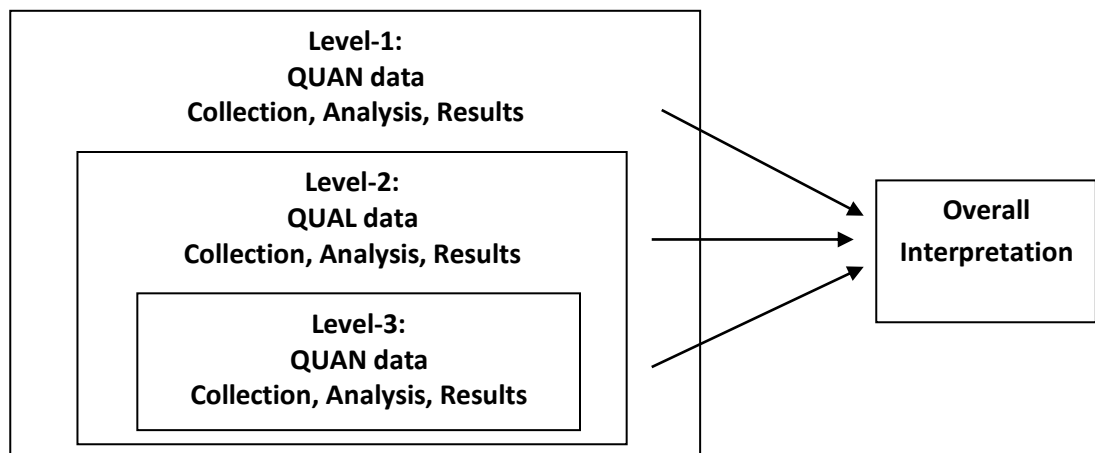 Level-1:
QUAN data
Collection, Analysis, Results
Level-2:
QUAL data
Collection, Analysis, Results
Level-3:
QUAN data
Collection, Analysis, Results
Overall
Interpretation